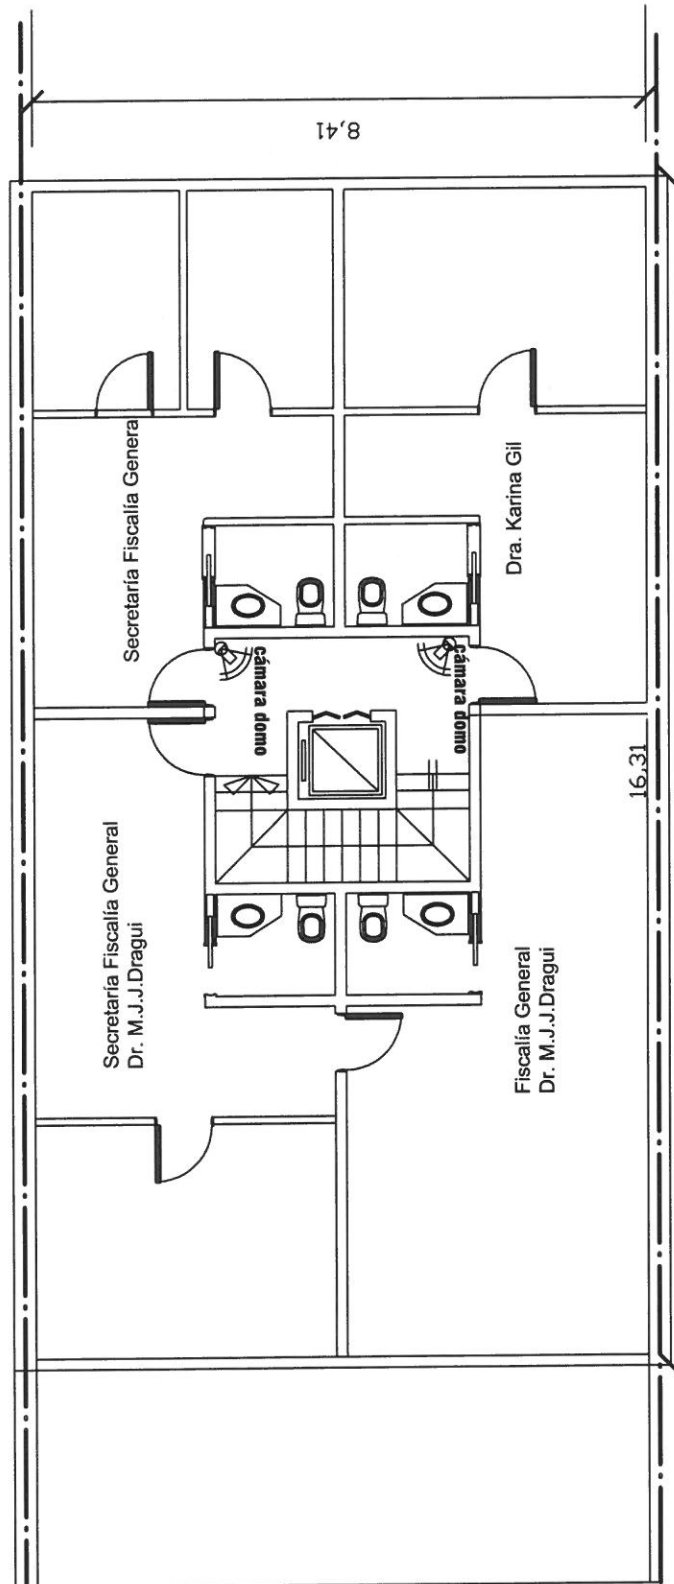 8,41
Secretaría Fiscalía Genera
Dra. Karina Gil
cámara domo
cámara domo
16,31
Secretaría Fiscalía General
Dr. M.J.J.Dragui
Fiscalía General
Dr. M.J.J.Dragui